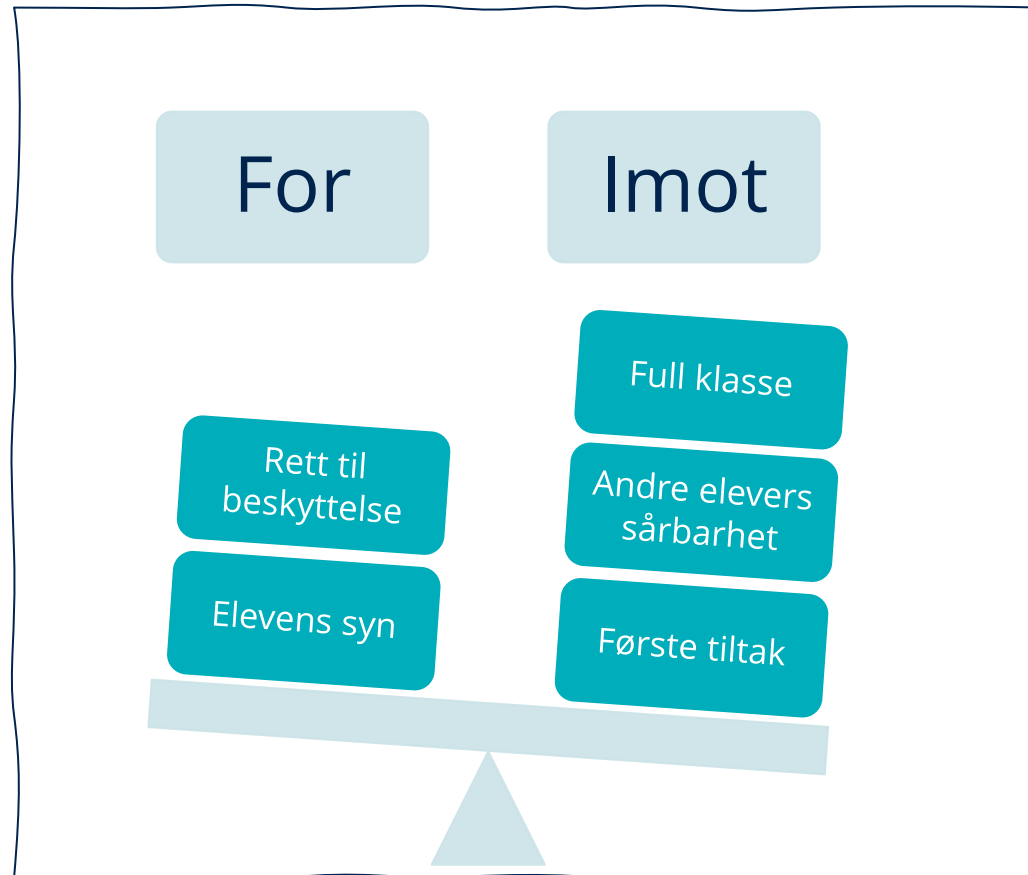 For
Imot
Rett til
beskyttelse
Elevens syn
Full klasse
Andre elevers
sårbarhet
Første tiltak